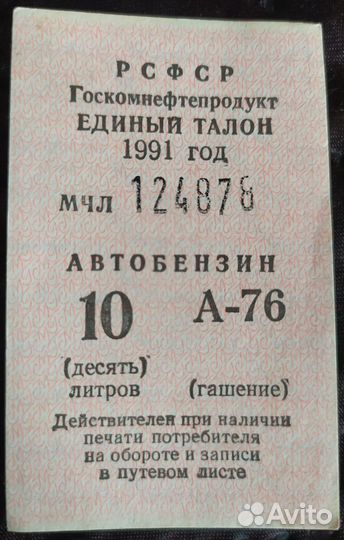 РСФСР
Госкомнефтепродукт
ЕДИНЫЙ ТАЛОН
1991 год
МЧЛ 124878
АВТОБЕНЗИН
10 А-76
(десять)
литров (гашение)
Действителен при наличии
печати потребителя
на обороте и записи
в путевом листе
Avito